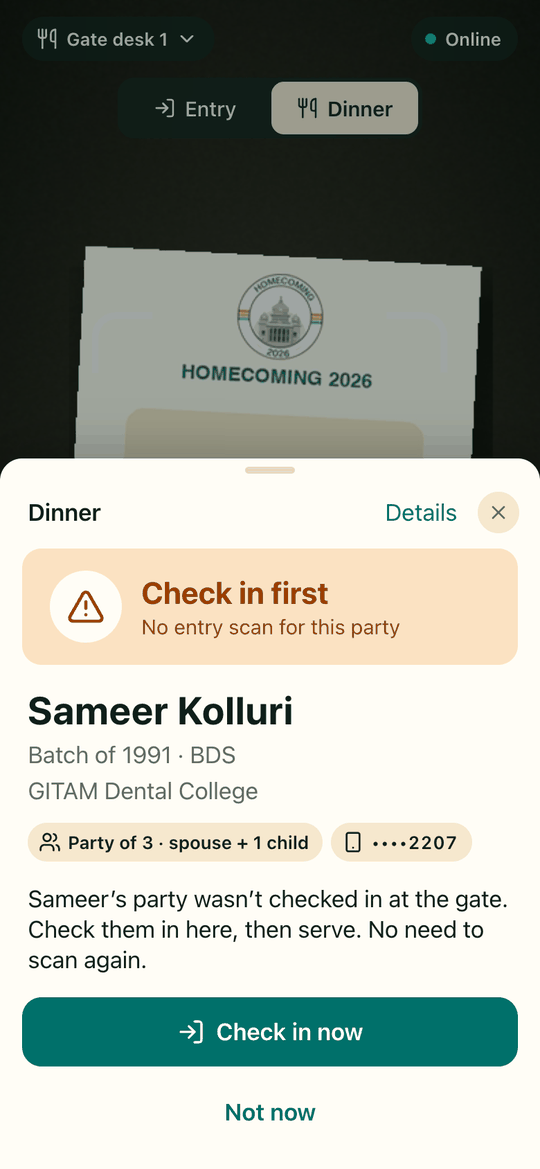 Gate desk 1
Online
Entry
Dinner
HOMECOMING
2026
HOMECOMING 2026
Dinner
Details
Check in first
No entry scan for this party
Sameer Kolluri
Batch of 1991 · BDS
GITAM Dental College
Party of 3 · spouse + 1 child
••••2207
Sameer’s party wasn’t checked in at the gate.
Check them in here, then serve. No need to
scan again.
Check in now
Not now